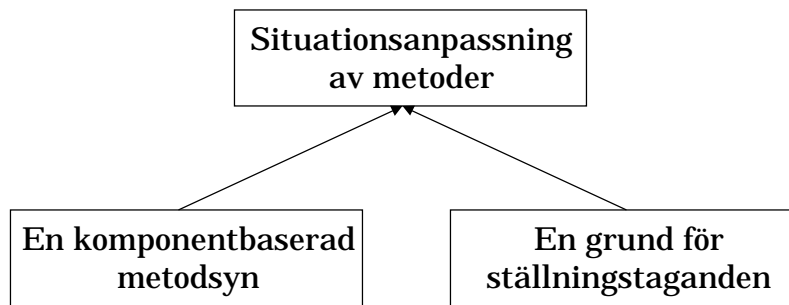 Situationsanpassning
av metoder
En komponentbaserad
metodsyn
En grund för
ställningstaganden